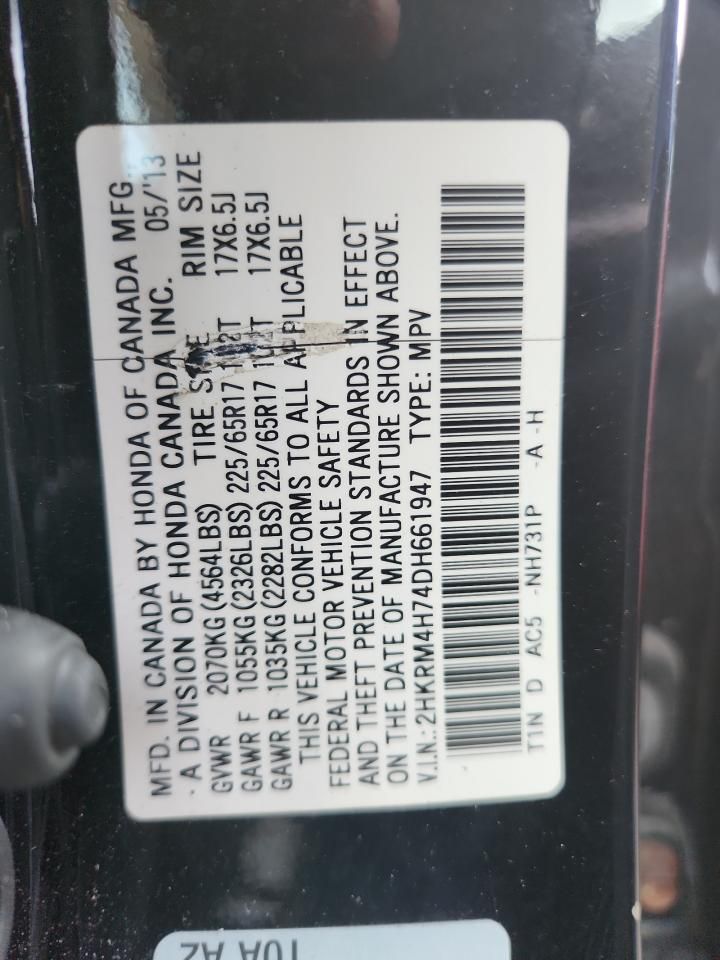 MFD. IN CANADA BY HONDA OF CANADA MFG.
- A DIVISION OF HONDA CANADA INC. 05/'13
GVWR 2070KG(4564LBS) TIRE RIM SIZE
GAWR F 1055KG(2326LBS) 225/65R17 17X6.5J
GAWR R 1035KG(2282LBS) 225/65R17 17X6.5J
THIS VEHICLE CONFORMS TO ALL APPLICABLE
FEDERAL MOTOR VEHICLE SAFETY
AND THEFT PREVENTION STANDARDS IN EFFECT
ON THE DATE OF MANUFACTURE SHOWN ABOVE.
V.I.N.:2HKRM4H74DH661947 TYPE: MPV
T1N D AC5 -NH731P -A -H